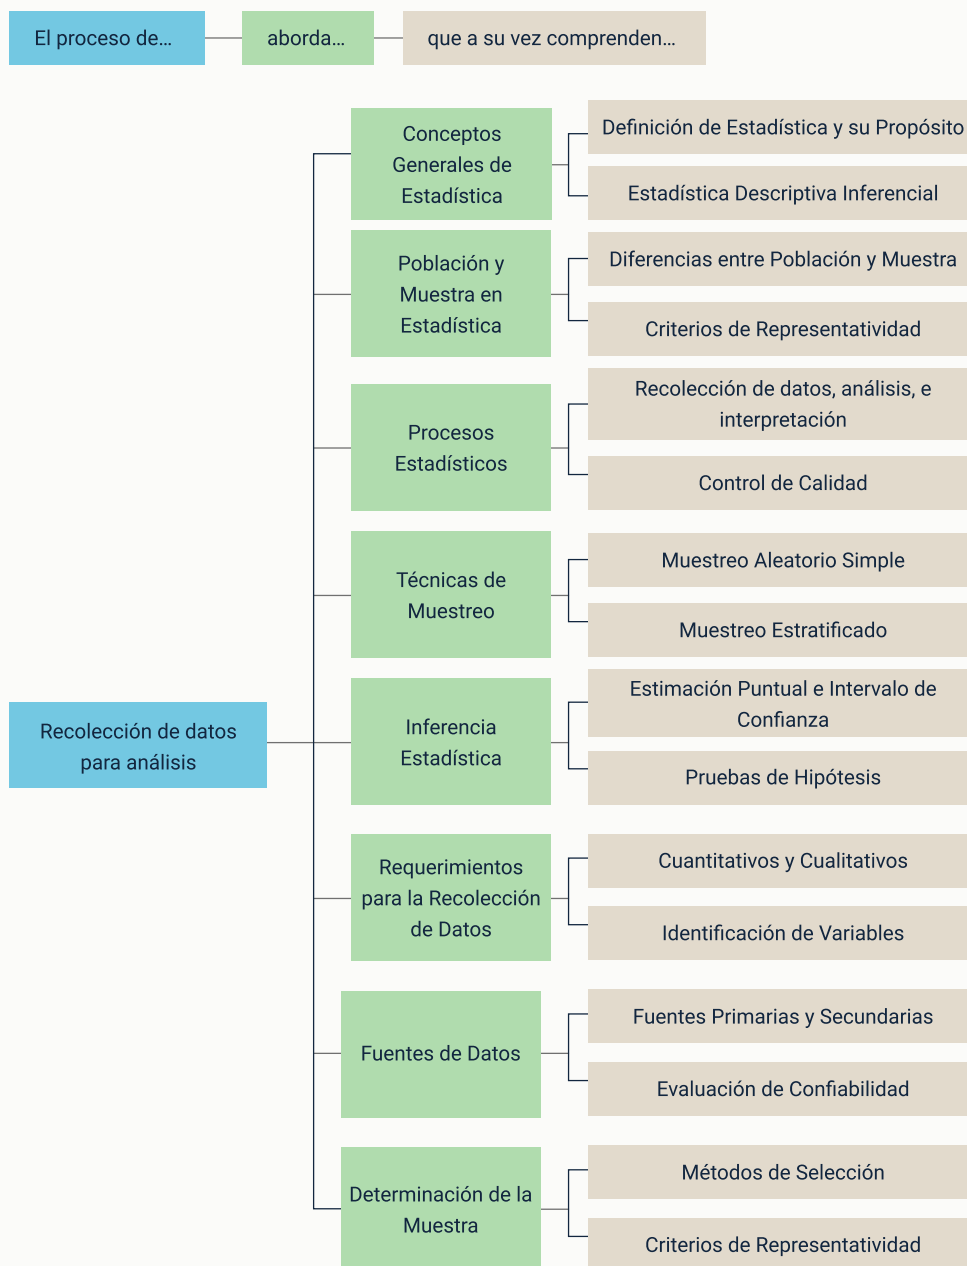 El proceso de...
aborda...
que a su vez comprenden...
Conceptos
Generales de
Estadística
Definición de Estadística y su Propósito
Estadística Descriptiva Inferencial
Población y
Muestra en
Estadística
Diferencias entre Población y Muestra
Criterios de Representatividad
Procesos
Estadísticos
Recolección de datos, análisis, e
interpretación
Control de Calidad
Técnicas de
Muestreo
Muestreo Aleatorio Simple
Muestreo Estratificado
Recolección de datos
para análisis
Inferencia
Estadística
Estimación Puntual e Intervalo de
Confianza
Pruebas de Hipótesis
Requerimientos
para la Recolección
de Datos
Cuantitativos y Cualitativos
Identificación de Variables
Fuentes de Datos
Fuentes Primarias y Secundarias
Evaluación de Confiabilidad
Determinación de la
Muestra
Métodos de Selección
Criterios de Representatividad